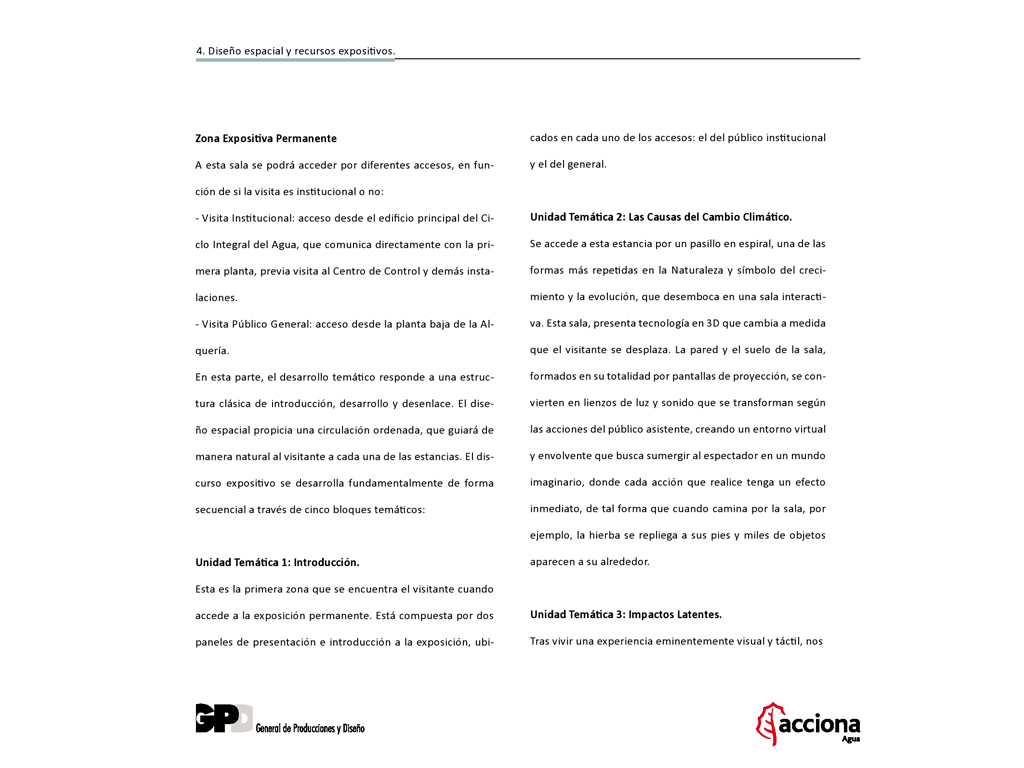 4. Diseño espacial y recursos expositivos.
Zona Expositiva Permanente
A esta sala se podrá acceder por diferentes accesos, en fun-
ción de si la visita es institucional o no:
- Visita Institucional: acceso desde el edificio principal del Ci-
clo Integral del Agua, que comunica directamente con la pri-
mera planta, previa visita al Centro de Control y demás insta-
laciones.
- Visita Público General: acceso desde la planta baja de la Al-
quería.
En esta parte, el desarrollo temático responde a una estruc-
tura clásica de introducción, desarrollo y desenlace. El dise-
ño espacial propicia una circulación ordenada, que guiará de
manera natural al visitante a cada una de las estancias. El dis-
curso expositivo se desarrolla fundamentalmente de forma
secuencial a través de cinco bloques temáticos:
Unidad Temática 1: Introducción.
Esta es la primera zona que se encuentra el visitante cuando
accede a la exposición permanente. Está compuesta por dos
paneles de presentación e introducción a la exposición, ubi-
cados en cada uno de los accesos: el del público institucional
y el del general.
Unidad Temática 2: Las Causas del Cambio Climático.
Se accede a esta estancia por un pasillo en espiral, una de las
formas más repetidas en la Naturaleza y símbolo del creci-
miento y la evolución, que desemboca en una sala interacti-
va. Esta sala, presenta tecnología en 3D que cambia a medida
que el visitante se desplaza. La pared y el suelo de la sala,
formados en su totalidad por pantallas de proyección, se con-
vierten en lienzos de luz y sonido que se transforman según
las acciones del público asistente, creando un entorno virtual
y envolvente que busca sumergir al espectador en un mundo
imaginario, donde cada acción que realice tenga un efecto
inmediato, de tal forma que cuando camina por la sala, por
ejemplo, la hierba se repliega a sus pies y miles de objetos
aparecen a su alrededor.
Unidad Temática 3: Impactos Latentes.
Tras vivir una experiencia eminentemente visual y táctil, nos
GPD General de Producciones y Diseño
acciona
Agua